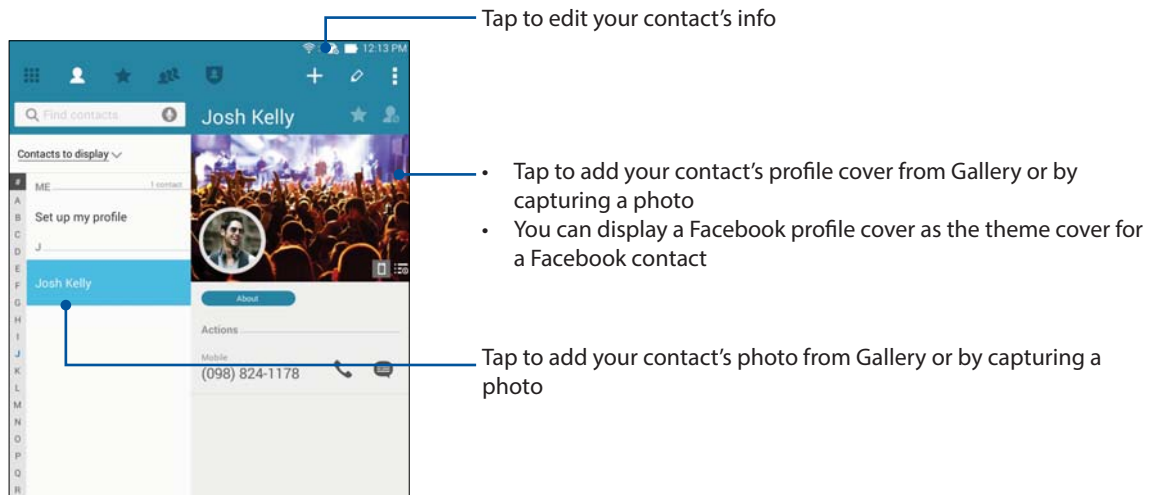 Tap to edit your contact's info
12:13 PM
Find contacts
Josh Kelly
Contacts to display
• Tap to add your contact's profile cover from Gallery or by
capturing a photo
• You can display a Facebook profile cover as the theme cover for
a Facebook contact
#
ME 1 contact
A
B Set up my profile
C
D J
E
F Josh Kelly
G
About
H
I Actions
J
Mobile
K (098) 824-1178
Tap to add your contact's photo from Gallery or by capturing a
photo
L
M
N
O
P
Q
R